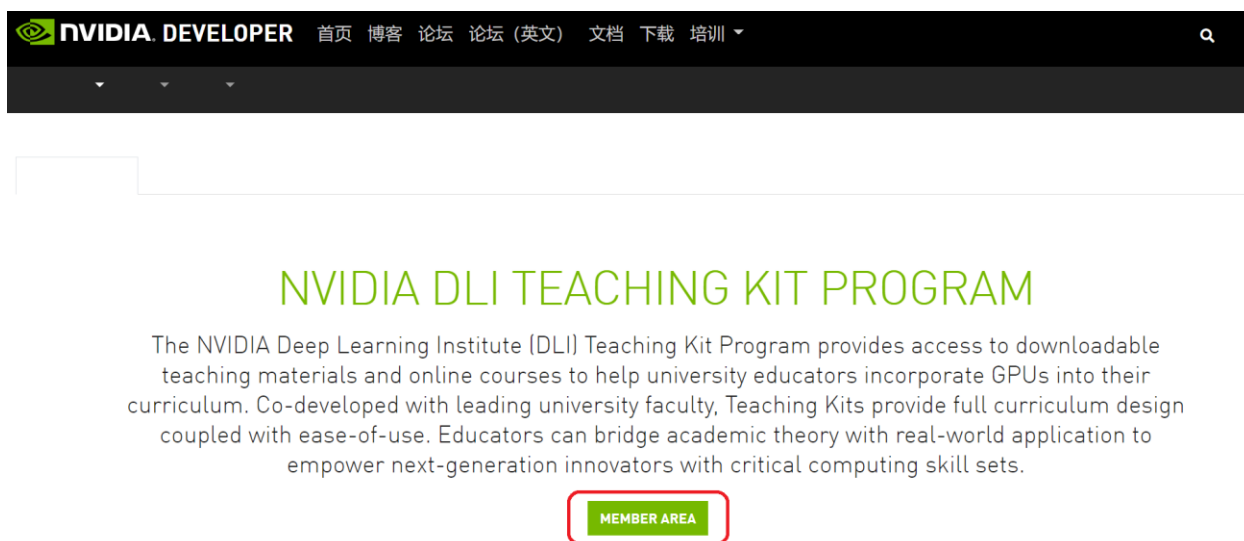 NVIDIA. DEVELOPER 首页 博客 论坛 论坛 (英文) 文档 下载 培训
NVIDIA DLI TEACHING KIT PROGRAM
The NVIDIA Deep Learning Institute (DLI) Teaching Kit Program provides access to downloadable
teaching materials and online courses to help university educators incorporate GPUs into their
curriculum. Co-developed with leading university faculty, Teaching Kits provide full curriculum design
coupled with ease-of-use. Educators can bridge academic theory with real-world application to
empower next-generation innovators with critical computing skill sets.
MEMBER AREA